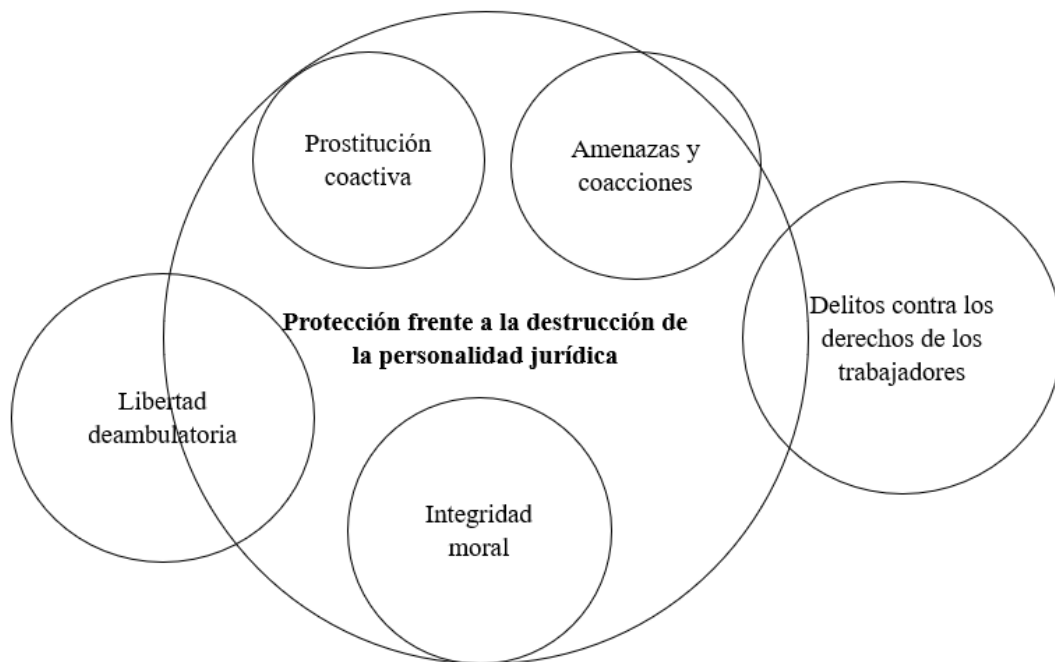 Prostitución
coactiva
Amenazas y
coacciones
Protección frente a la destrucción de
la personalidad jurídica
Delitos contra los
derechos de los
trabajadores
Libertad
deambulatoria
Integridad
moral